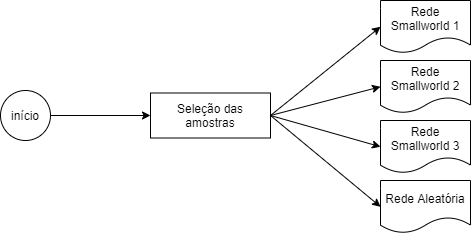 início
Seleção das
amostras
Rede
Smallworld 1
Rede
Smallworld 2
Rede
Smallworld 3
Rede Aleatória